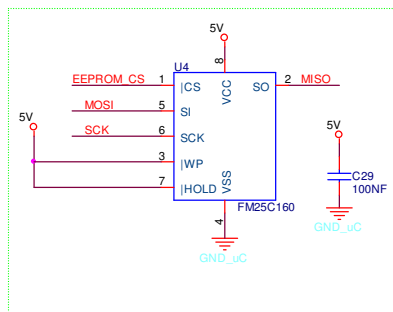 5V
U4
8
EEPROM_CS 1 |CS VCC SO 2 MISO
MOSI 5 SI
5V SCK 6 SCK 5V
3 |WP
7 |HOLD VSS C29
100NF
4 FM25C160
GND_uC
GND_uC